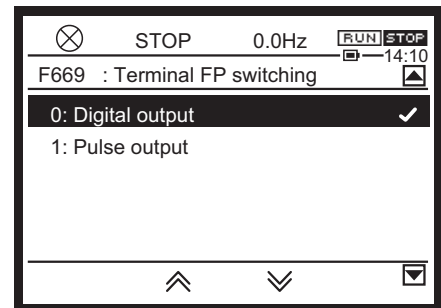 STOP 0.0Hz RUN STOP
14:10
F669 : Terminal FP switching
0: Digital output
1: Pulse output